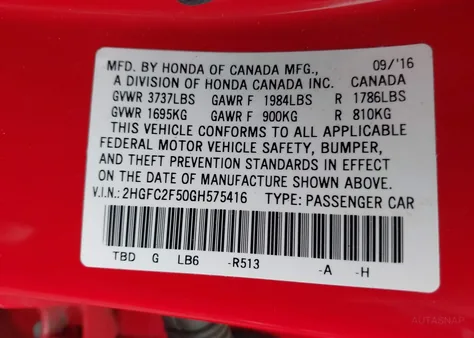 MFD. BY HONDA OF CANADA MFG., 09/'16
A DIVISION OF HONDA CANADA INC. CANADA
GVWR 3737LBS GAWR F 1984LBS R 1786LBS
GVWR 1695KG GAWR F 900KG R 810KG
THIS VEHICLE CONFORMS TO ALL APPLICABLE
FEDERAL MOTOR VEHICLE SAFETY, BUMPER,
AND THEFT PREVENTION STANDARDS IN EFFECT
ON THE DATE OF MANUFACTURE SHOWN ABOVE.
V.I.N.: 2HGFC2F50GH575416 TYPE: PASSENGER CAR
TBD G LB6 -R513 -A -H
AUTASNAP